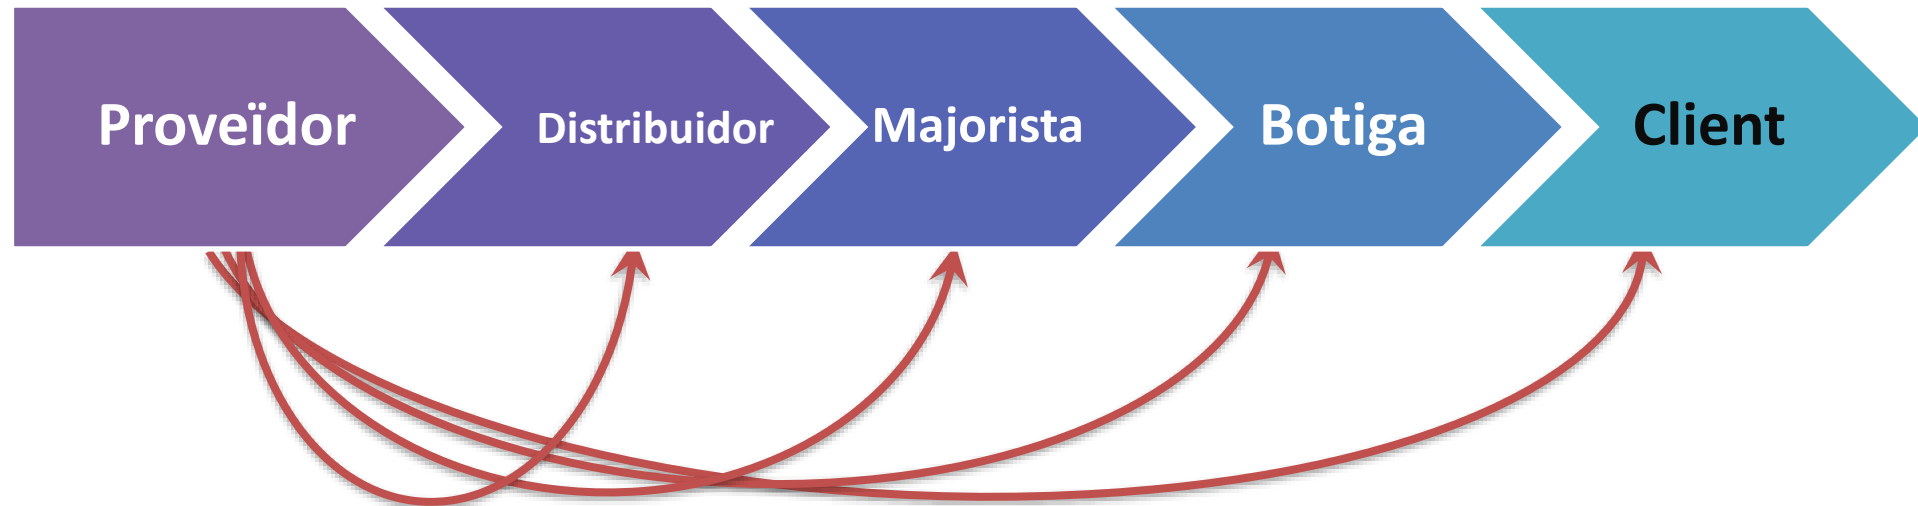 Proveïdor
Distribuidor
Majorista
Botiga
Client